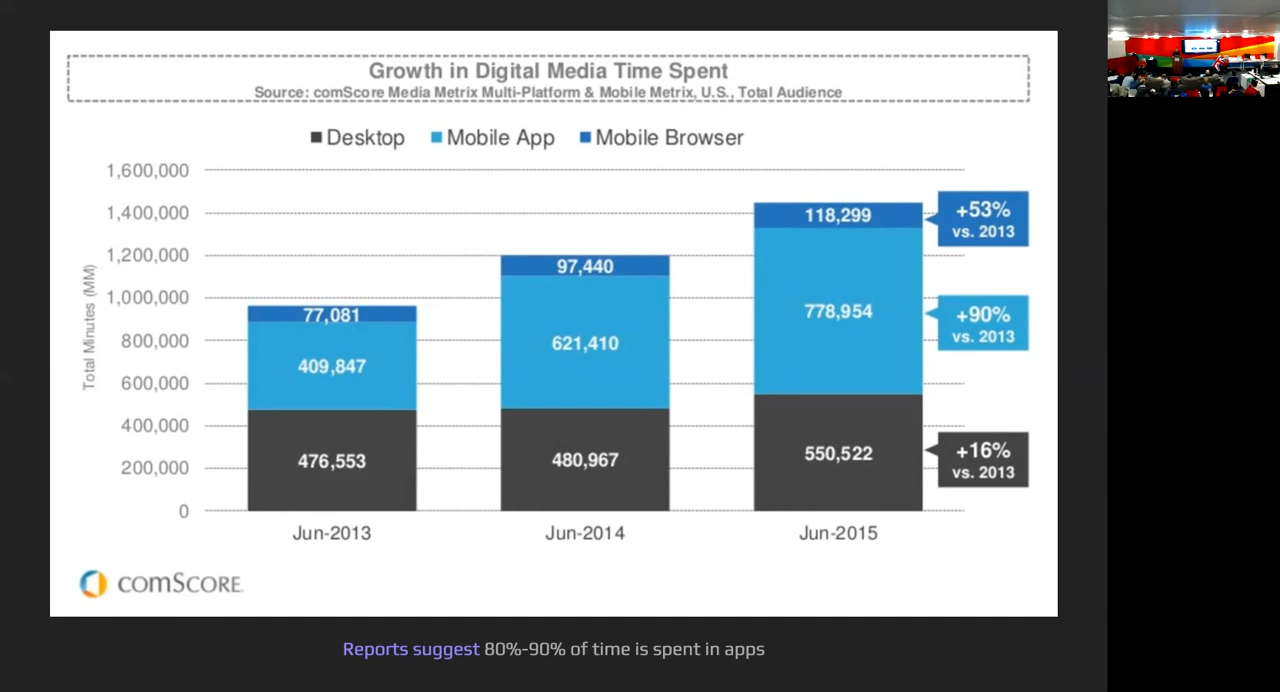 Growth in Digital Media Time Spent
Source: comScore Media Metrix Multi-Platform & Mobile Metrix, U.S., Total Audience
Desktop Mobile App Mobile Browser
Total Minutes (MM)
1,600,000
1,400,000
1,200,000
1,000,000
800,000
600,000
400,000
200,000
0
77,081
409,847
476,553
97,440
621,410
480,967
118,299
778,954
550,522
+53%
vs. 2013
+90%
vs. 2013
+16%
vs. 2013
Jun-2013 Jun-2014 Jun-2015
comSCORE.
Reports suggest 80%-90% of time is spent in apps